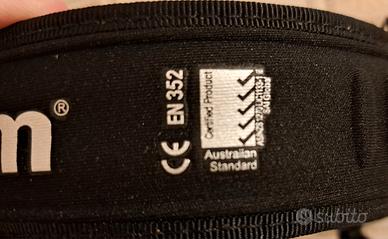 m®
CE EN 352
Certified Product
Australian
Standard
subito